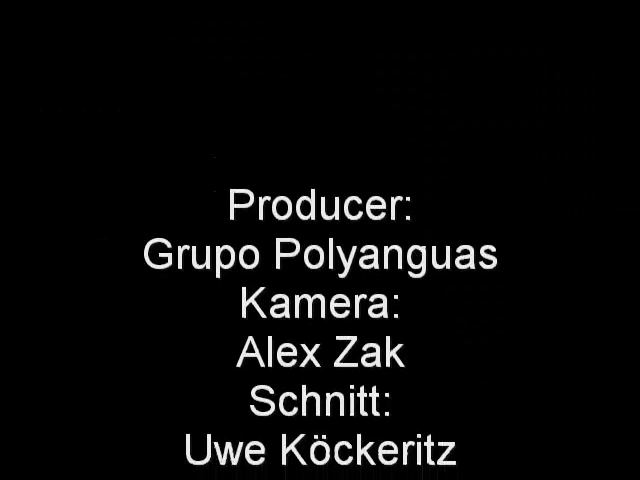 Producer:
Grupo Polyanguas
Kamera:
Alex Zak
Schnitt:
Uwe Köckeritz